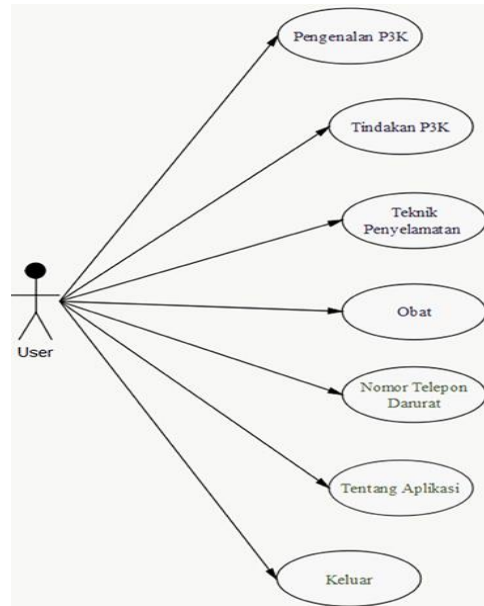 Pengenalan P3K
Tindakan P3K
Teknik
Penyelamatan
Obat
User
Nomor Telepon
Darurat
Tentang Aplikasi
Keluar